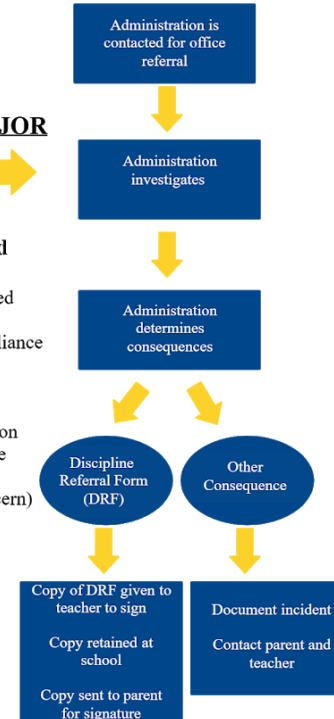 Administration is
contacted for office
referral
JOR
Administration
investigates
d
ed
liance
on
e
cern)
Administration
determines
consequences
Discipline
Referral Form
(DRF)
Other
Consequence
Copy of DRF given to
teacher to sign
Copy retained at
school
Copy sent to parent
for signature
Document incident
Contact parent and
teacher